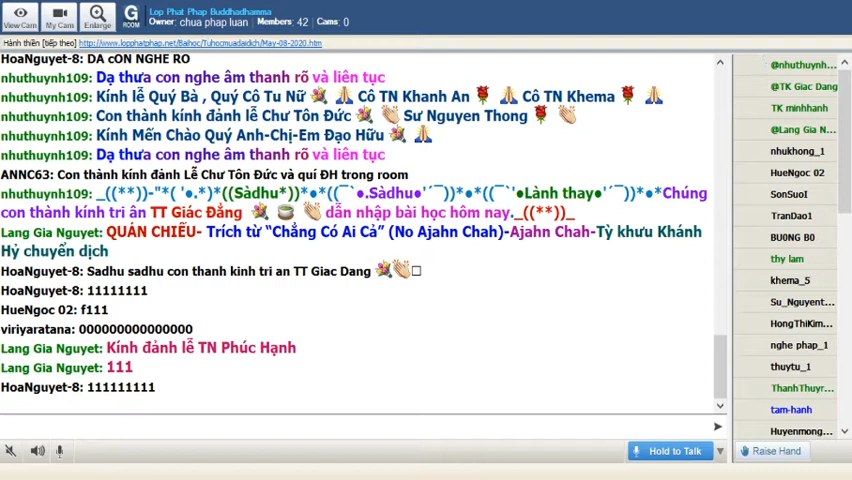 View Cam
My Cam
Enlarge
G
ROOM
Lop Phat Phap Buddhadhamma
Owner: chua phap luan Members: 42 Cams: 0
Hành thiền [tiếp theo] http://www.lopphatphap.net/Baihoc/Tuhocmuadaidich/May-08-2020.htm
HoaNguyet-8: DA cON NGHE RO
nhuthuynh109: Dạ thưa con nghe âm thanh rõ và liên tục
nhuthuynh109: Kính lễ Quý Bà , Quý Cô Tu Nữ 💐 🙏 Cô TN Khanh An 🌹 🙏 Cô TN Khema 🌹 🙏
nhuthuynh109: Con thành kính đảnh lễ Chư Tôn Đức 💐 👏 Sư Nguyen Thong 🌹 👏
nhuthuynh109: Kính Mến Chào Quý Anh-Chị-Em Đạo Hữu 💐 🙏
nhuthuynh109: Dạ thưa con nghe âm thanh rõ và liên tục
ANNC63: Con thành kính đảnh Lễ Chư Tôn Đức và quí ĐH trong room
nhuthuynh109: _((**))-"*( '●.*)*((Sàdhu*))*●*((¯`●.Sàdhu●'´¯))*●*((¯`'●Lành thay●'´¯))*●*Chúng
con thành kính tri ân TT Giác Đẳng 💐 🍵 👏 dẫn nhập bài học hôm nay._((**))_
Lang Gia Nguyet: QUÁN CHIẾU- Trích từ “Chẳng Có Ai Cả” (No Ajahn Chah)-Ajahn Chah-Tỳ khưu Khánh
Hỷ chuyển dịch
HoaNguyet-8: Sadhu sadhu con thanh kinh tri an TT Giac Dang 💐👏□
HoaNguyet-8: 11111111
HueNgoc 02: f111
viriyaratana: 000000000000000
Lang Gia Nguyet: Kính đảnh lễ TN Phúc Hạnh
Lang Gia Nguyet: 111
HoaNguyet-8: 111111111
@nhuthuynh...
@TK Giac Dang
TK minhhanh
@Lang Gia N...
nhukhong_1
HueNgoc 02
SonSuoI
TranDao1
BU0NG B0
thy lam
khema_5
Su_Nguyent...
HongThiKim...
nghe phap_1
thuytu_1
ThanhThuyr...
tam-hanh
Huyenmong...
Hold to Talk
Raise Hand